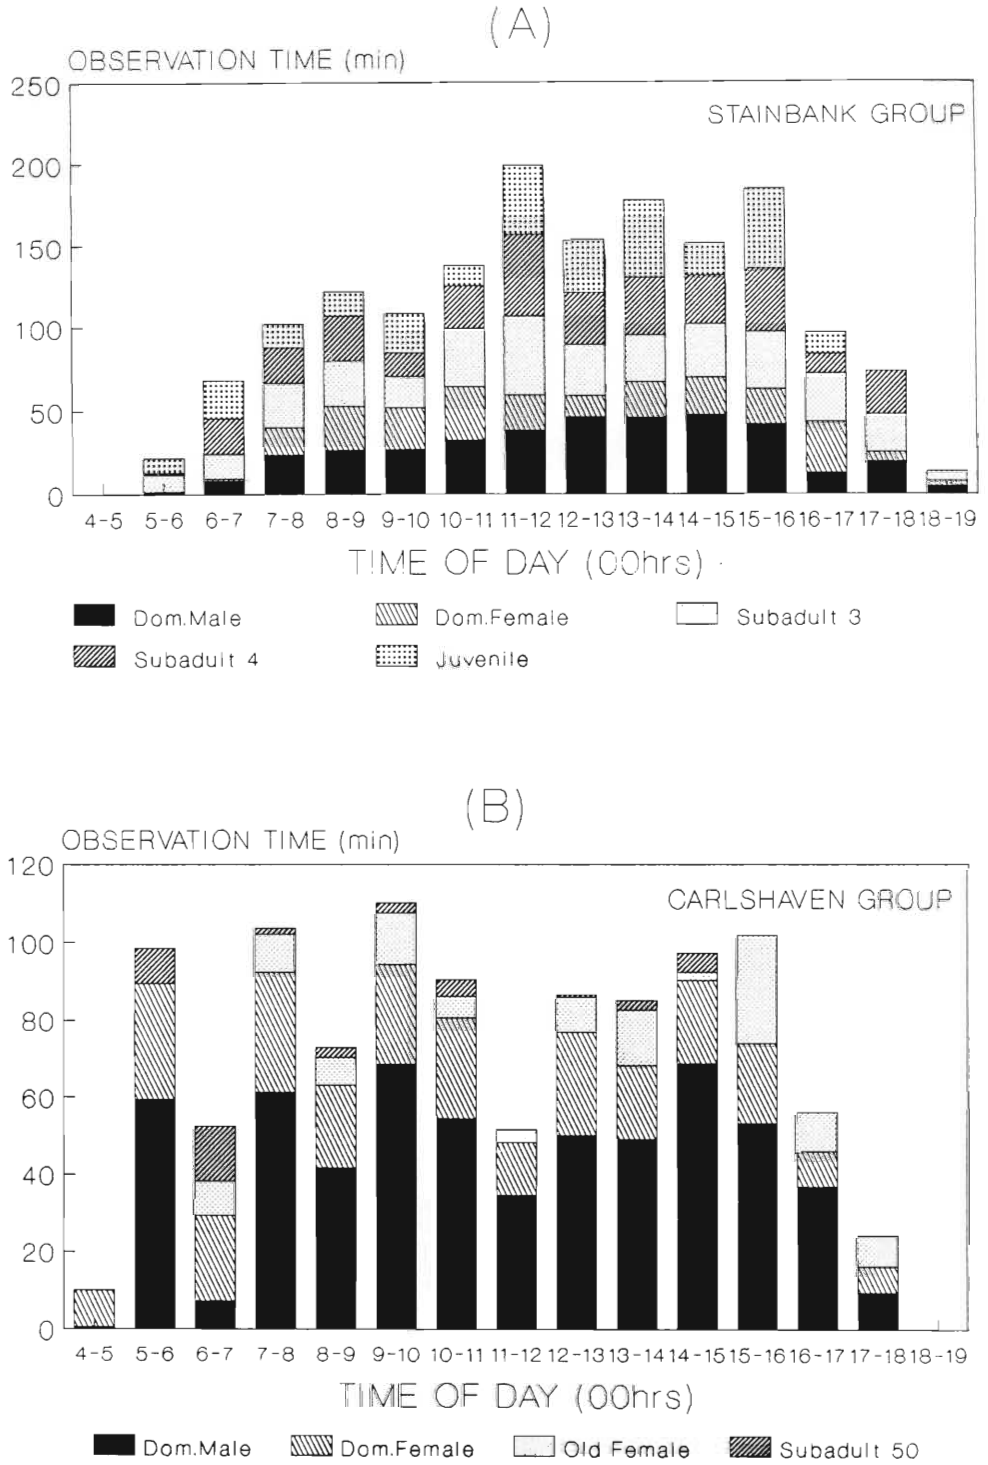 (A)
OBSERVATION TIME (min)
250
STAINBANK GROUP
200
150
100
50
0
4-5 5-6 6-7 7-8 8-9 9-10 10-11 11-12 12-13 13-14 14-15 15-16 16-17 17-18 18-19
TIME OF DAY (00hrs)
Dom.Male Dom.Female Subadult 3
Subadult 4 Juvenile
(B)
OBSERVATION TIME (min)
120
CARLSHAVEN GROUP
100
80
60
40
20
0
4-5 5-6 6-7 7-8 8-9 9-10 10-11 11-12 12-13 13-14 14-15 15-16 16-17 17-18 18-19
TIME OF DAY (00hrs)
Dom.Male Dom.Female Old Female Subadult 50